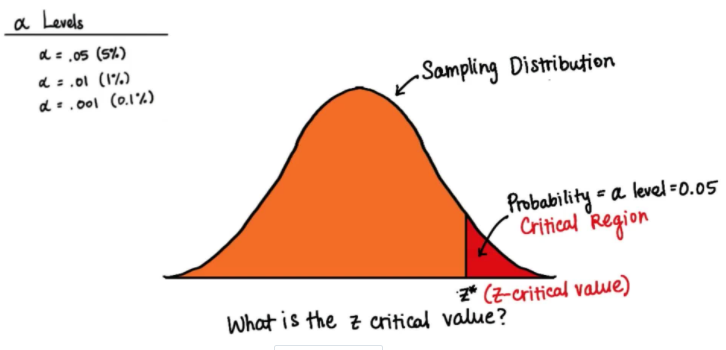 α Levels
α = .05 (5%)
α = .01 (1%)
α = .001 (0.1%)
Sampling Distribution
Probability = α level = 0.05
Critical Region
z* (z-critical value)
What is the z critical value?